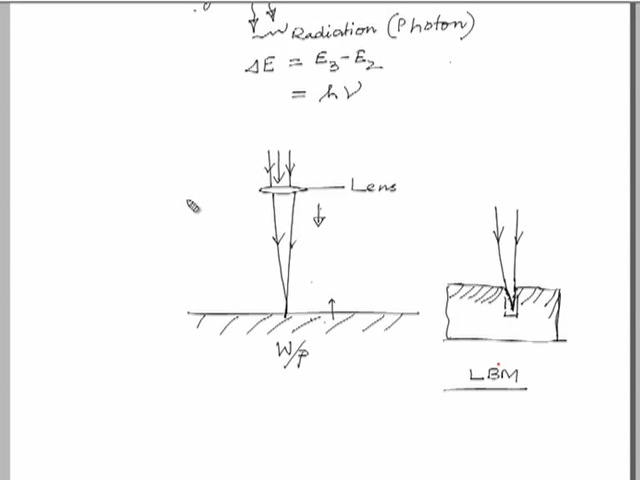 Radiation (Photon)
ΔE = E₃-E₂
= hν
Lens
W/P
LBM